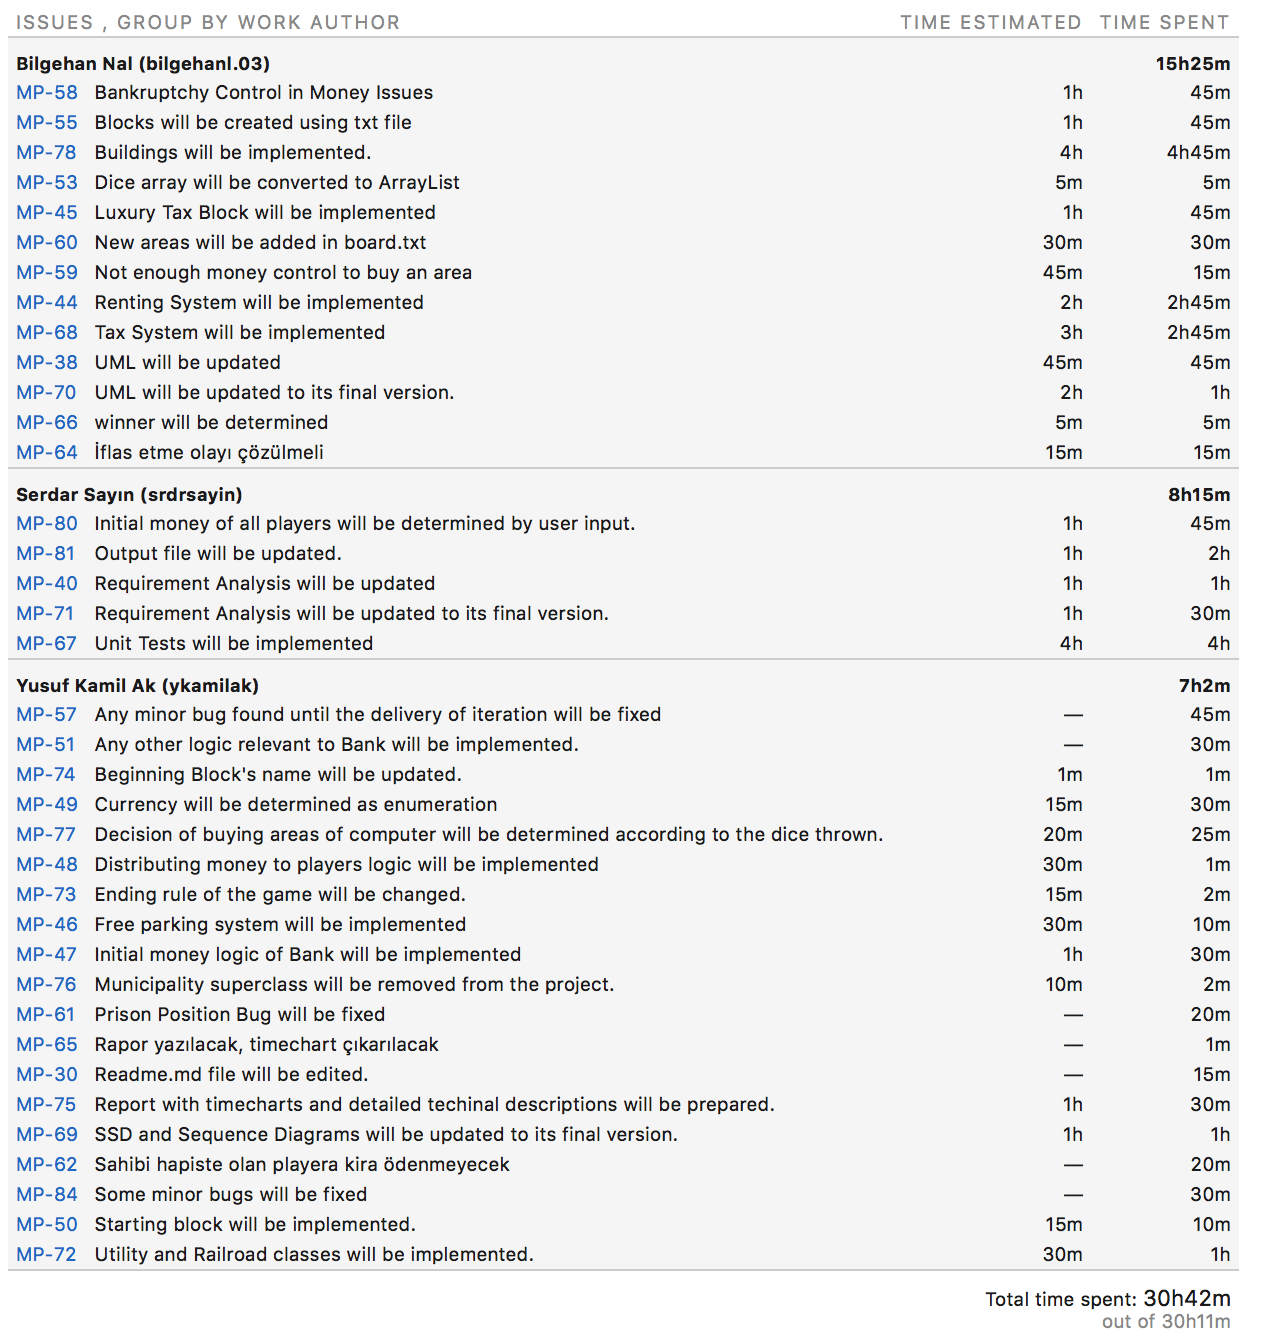 ISSUES , GROUP BY WORK AUTHOR TIME ESTIMATED TIME SPENT
Bilgehan Nal (bilgehanl.03) 15h25m
MP-58 Bankruptchy Control in Money Issues 1h 45m
MP-55 Blocks will be created using txt file 1h 45m
MP-78 Buildings will be implemented. 4h 4h45m
MP-53 Dice array will be converted to ArrayList 5m 5m
MP-45 Luxury Tax Block will be implemented 1h 45m
MP-60 New areas will be added in board.txt 30m 30m
MP-59 Not enough money control to buy an area 45m 15m
MP-44 Renting System will be implemented 2h 2h45m
MP-68 Tax System will be implemented 3h 2h45m
MP-38 UML will be updated 45m 45m
MP-70 UML will be updated to its final version. 2h 1h
MP-66 winner will be determined 5m 5m
MP-64 İflas etme olayı çözülmeli 15m 15m
Serdar Sayın (srdrsayin) 8h15m
MP-80 Initial money of all players will be determined by user input. 1h 45m
MP-81 Output file will be updated. 1h 2h
MP-40 Requirement Analysis will be updated 1h 1h
MP-71 Requirement Analysis will be updated to its final version. 1h 30m
MP-67 Unit Tests will be implemented 4h 4h
Yusuf Kamil Ak (ykamilak) 7h2m
MP-57 Any minor bug found until the delivery of iteration will be fixed — 45m
MP-51 Any other logic relevant to Bank will be implemented. — 30m
MP-74 Beginning Block's name will be updated. 1m 1m
MP-49 Currency will be determined as enumeration 15m 30m
MP-77 Decision of buying areas of computer will be determined according to the dice thrown. 20m 25m
MP-48 Distributing money to players logic will be implemented 30m 1m
MP-73 Ending rule of the game will be changed. 15m 2m
MP-46 Free parking system will be implemented 30m 10m
MP-47 Initial money logic of Bank will be implemented 1h 30m
MP-76 Municipality superclass will be removed from the project. 10m 2m
MP-61 Prison Position Bug will be fixed — 20m
MP-65 Rapor yazılacak, timechart çıkarılacak — 1m
MP-30 Readme.md file will be edited. — 15m
MP-75 Report with timecharts and detailed techinal descriptions will be prepared. 1h 30m
MP-69 SSD and Sequence Diagrams will be updated to its final version. 1h 1h
MP-62 Sahibi hapiste olan playera kira ödenmeyecek — 20m
MP-84 Some minor bugs will be fixed — 30m
MP-50 Starting block will be implemented. 15m 10m
MP-72 Utility and Railroad classes will be implemented. 30m 1h
Total time spent: 30h42m
out of 30h11m